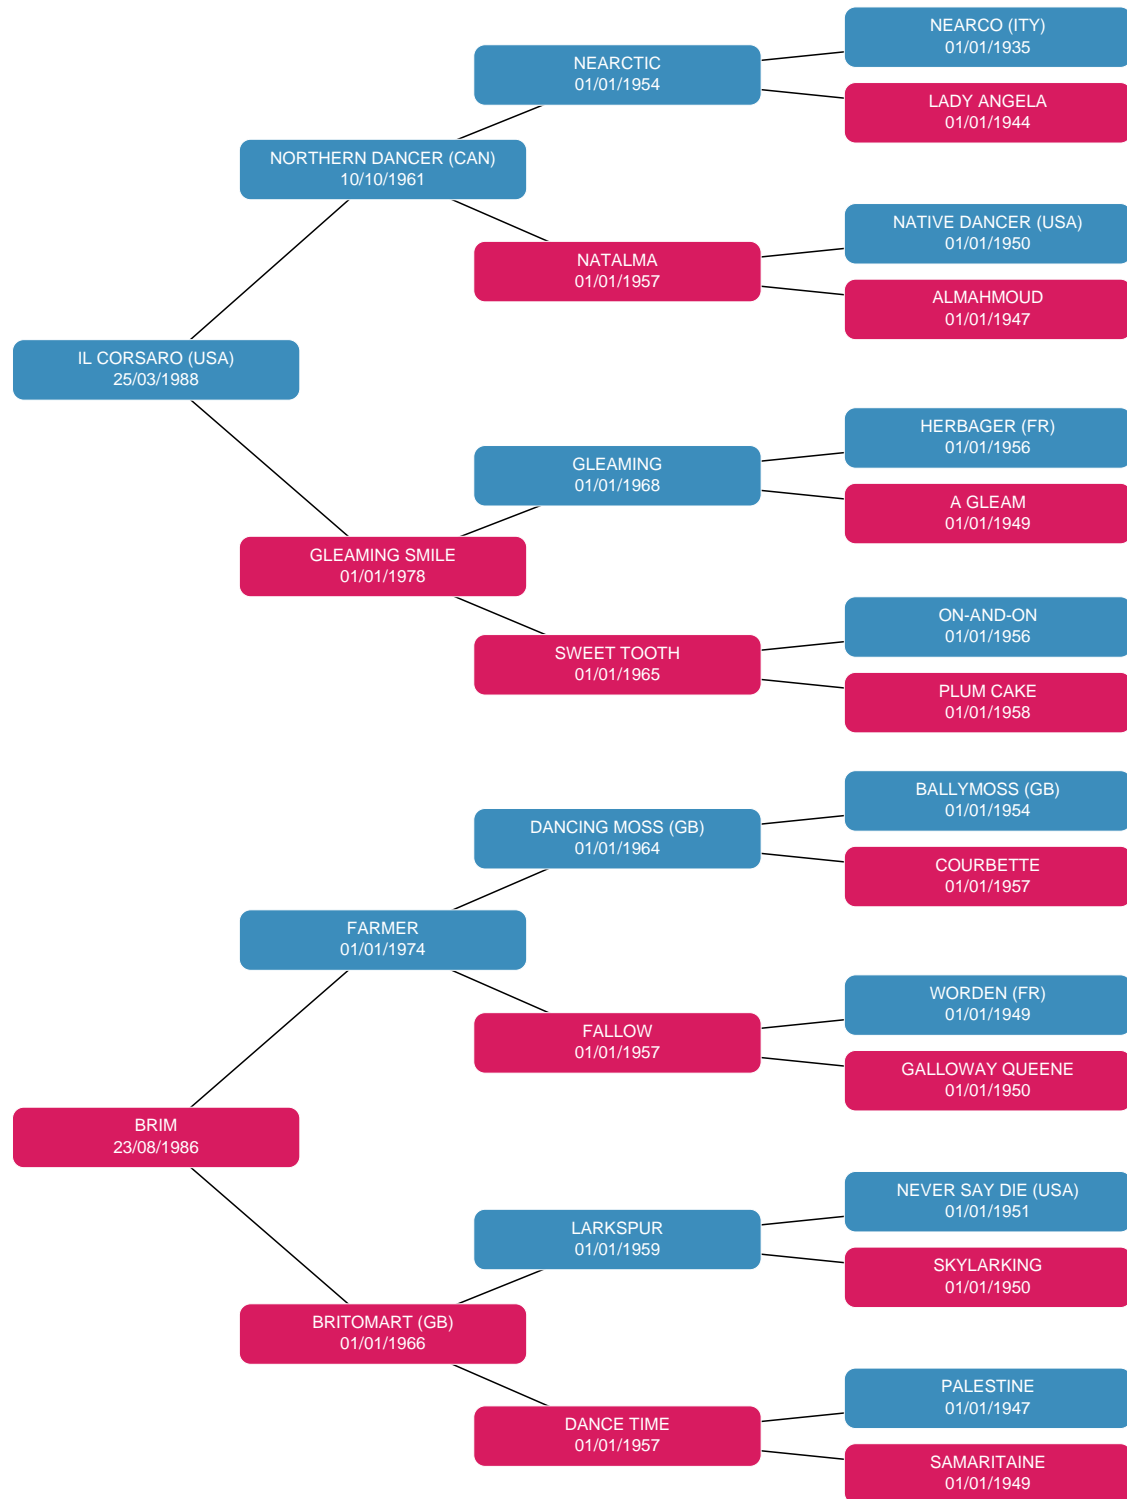 NEARCO (ITY)
01/01/1935
NEARCTIC
01/01/1954
LADY ANGELA
01/01/1944
NORTHERN DANCER (CAN)
10/10/1961
NATIVE DANCER (USA)
01/01/1950
NATALMA
01/01/1957
ALMAHMOUD
01/01/1947
IL CORSARO (USA)
25/03/1988
HERBAGER (FR)
01/01/1956
GLEAMING
01/01/1968
A GLEAM
01/01/1949
GLEAMING SMILE
01/01/1978
ON-AND-ON
01/01/1956
SWEET TOOTH
01/01/1965
PLUM CAKE
01/01/1958
BALLYMOSS (GB)
01/01/1954
DANCING MOSS (GB)
01/01/1964
COURBETTE
01/01/1957
FARMER
01/01/1974
WORDEN (FR)
01/01/1949
FALLOW
01/01/1957
GALLOWAY QUEENE
01/01/1950
BRIM
23/08/1986
NEVER SAY DIE (USA)
01/01/1951
LARKSPUR
01/01/1959
SKYLARKING
01/01/1950
BRITOMART (GB)
01/01/1966
PALESTINE
01/01/1947
DANCE TIME
01/01/1957
SAMARITAINE
01/01/1949